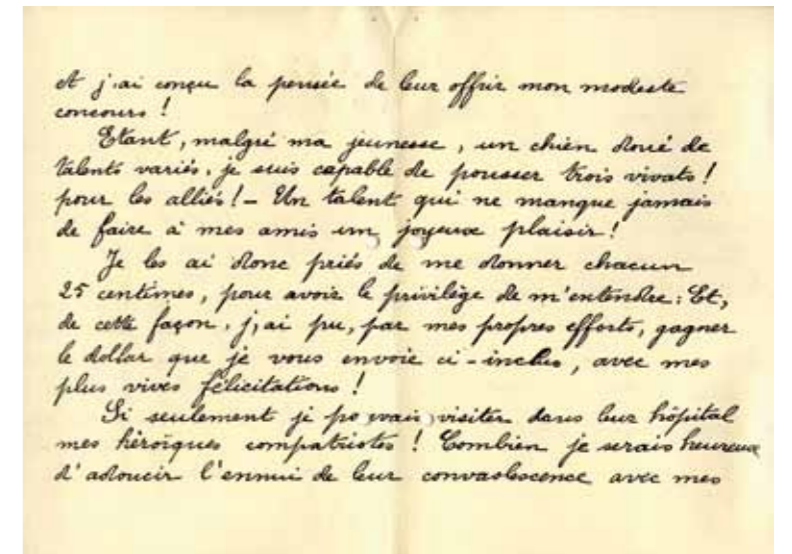 Et j'ai conçu la pensée de leur offrir mon modeste
concours !
Etant, malgré ma jeunesse, un chien doué de
talents variés, je suis capable de pousser trois vivats !
pour les alliés ! - Un talent qui ne manque jamais
de faire à mes amis un joyeux plaisir !
Je les ai donc priés de me donner chacun
25 centimes, pour avoir le privilège de m'entendre : Et,
de cette façon, j'ai pu, par mes propres efforts, gagner
le dollar que je vous envoie ci-inclus, avec mes
plus vives félicitations !
Si seulement je pouvais visiter dans leur hôpital
mes héroïques compatriotes ! Combien je serais heureux
d'adoucir l'ennui de leur convalescence avec mes